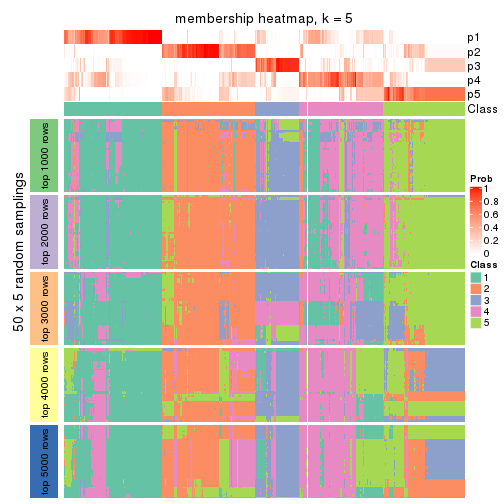 membership heatmap, k = 5
p1
p2
p3
p4
p5
Class
50 x 5 random samplings
top 1000 rows
top 2000 rows
top 3000 rows
top 4000 rows
top 5000 rows
Prob
1
0.8
0.6
0.4
0.2
0
Class
1
2
3
4
5